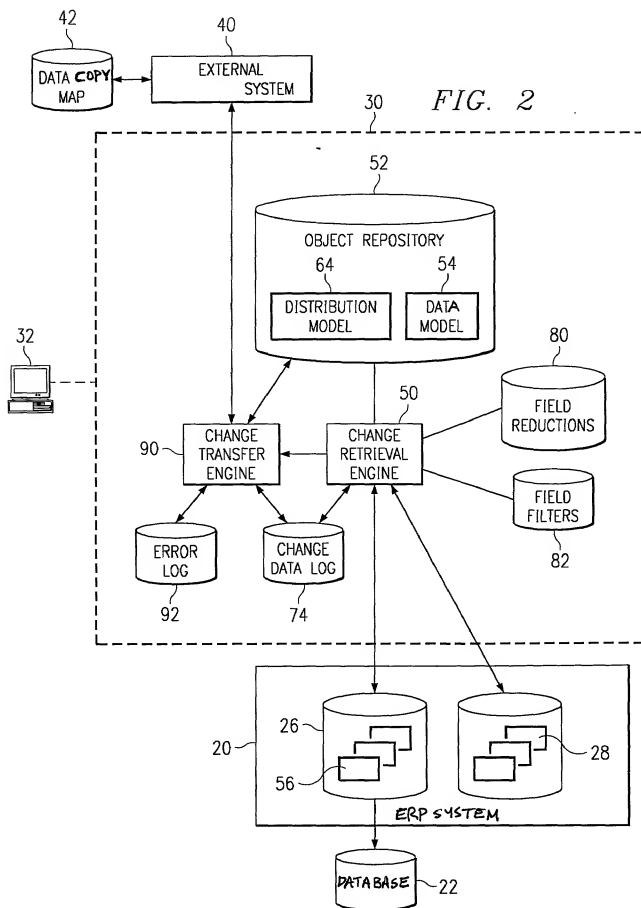 42
40
DATA COPY
MAP
EXTERNAL
SYSTEM
FIG. 2
30
52
OBJECT REPOSITORY
64
54
DISTRIBUTION
MODEL
DATA
MODEL
32
80
FIELD
REDUCTIONS
50
90
CHANGE
TRANSFER
ENGINE
CHANGE
RETRIEVAL
ENGINE
FIELD
FILTERS
82
ERROR
LOG
92
CHANGE
DATA LOG
74
20
26
56
28
ERP SYSTEM
DATABASE
22